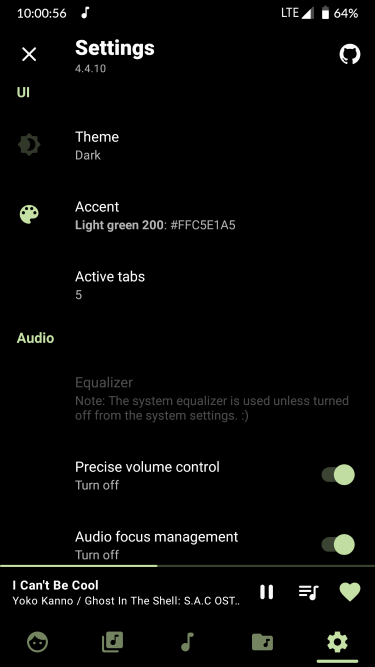 10:00:56 LTE 64%
Settings
4.4.10
UI
Theme
Dark
Accent
Light green 200: #FFC5E1A5
Active tabs
5
Audio
Equalizer
Note: The system equalizer is used unless turned
off from the system settings. :)
Precise volume control
Turn off
Audio focus management
Turn off
I Can't Be Cool
Yoko Kanno / Ghost In The Shell: S.A.C OST..